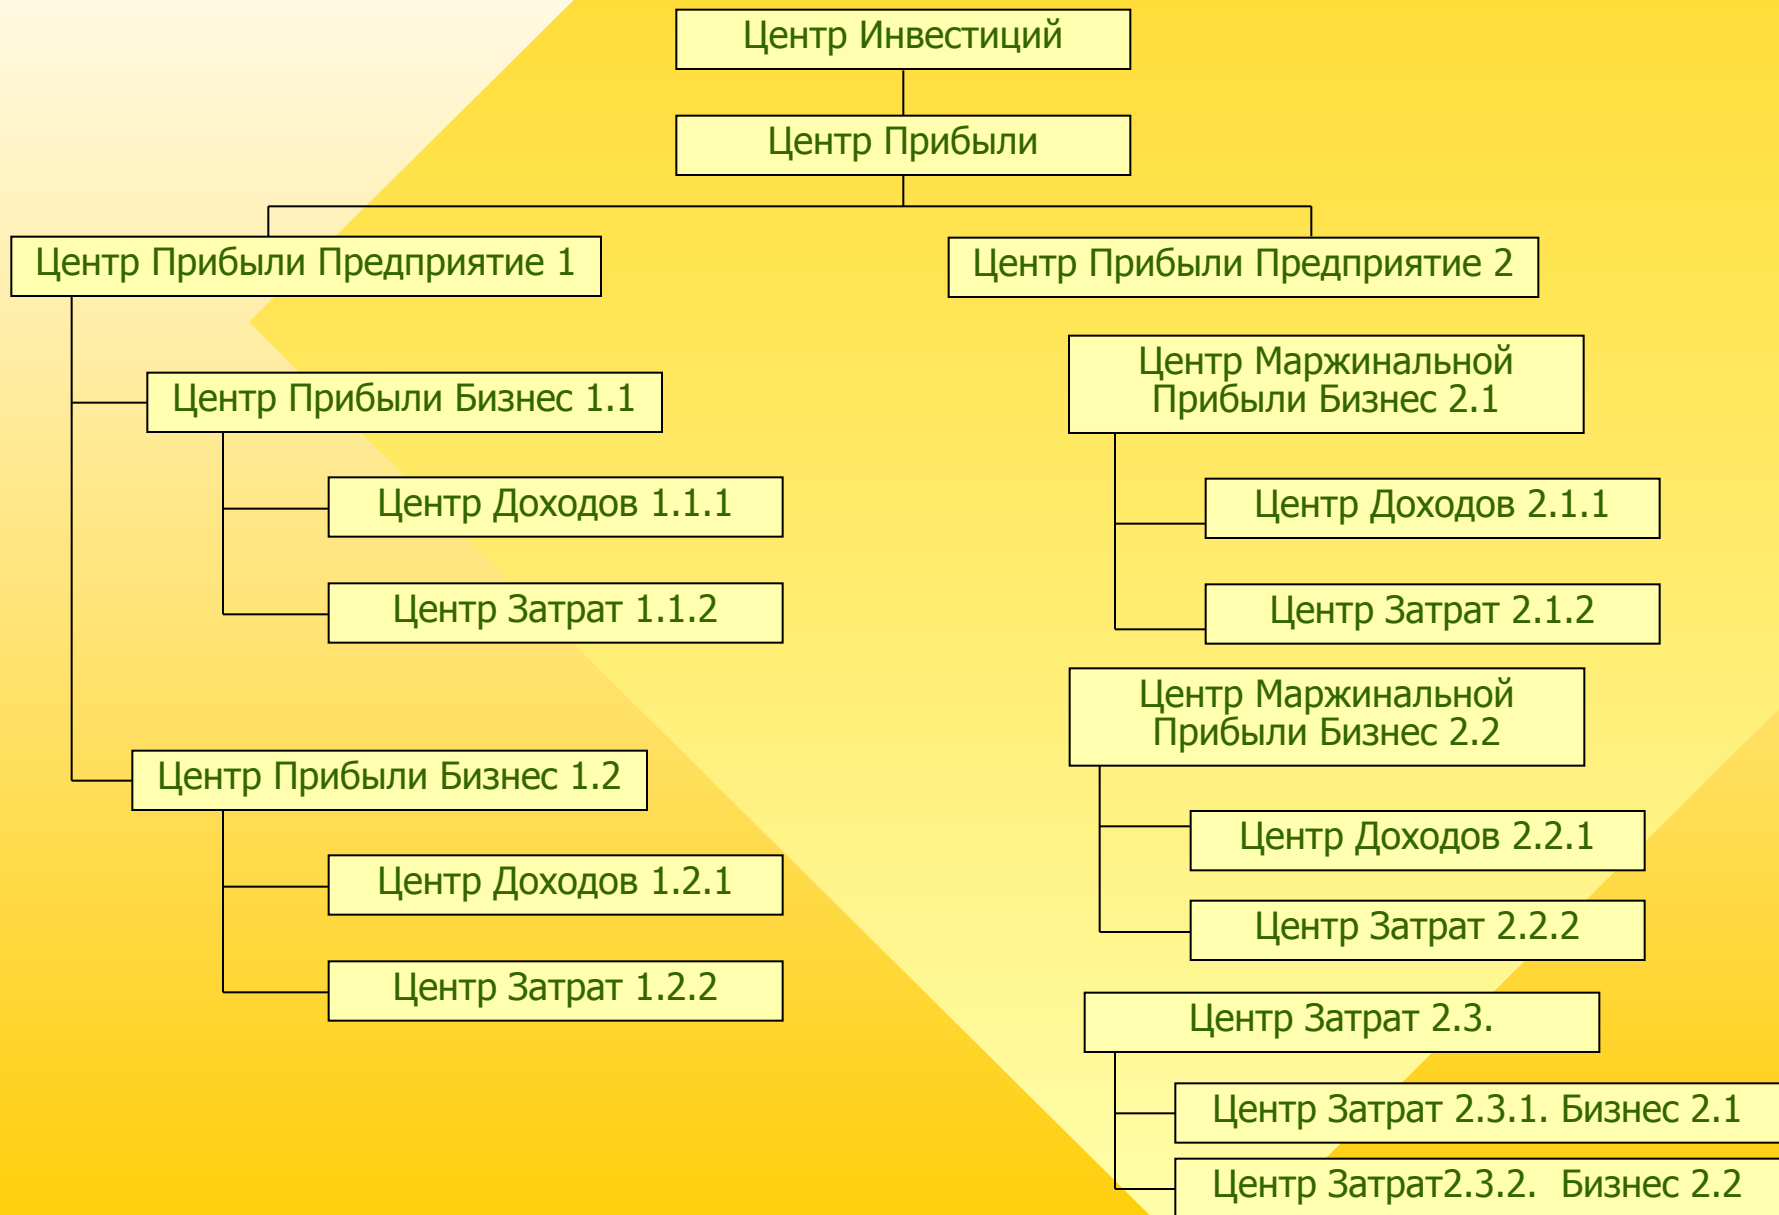 Центр Инвестиций
Центр Прибыли
Центр Прибыли Предприятие 1
Центр Прибыли Бизнес 1.1
Центр Доходов 1.1.1
Центр Затрат 1.1.2
Центр Прибыли Бизнес 1.2
Центр Доходов 1.2.1
Центр Затрат 1.2.2
Центр Прибыли Предприятие 2
Центр Маржинальной
Прибыли Бизнес 2.1
Центр Доходов 2.1.1
Центр Затрат 2.1.2
Центр Маржинальной
Прибыли Бизнес 2.2
Центр Доходов 2.2.1
Центр Затрат 2.2.2
Центр Затрат 2.3.
Центр Затрат 2.3.1. Бизнес 2.1
Центр Затрат2.3.2. Бизнес 2.2